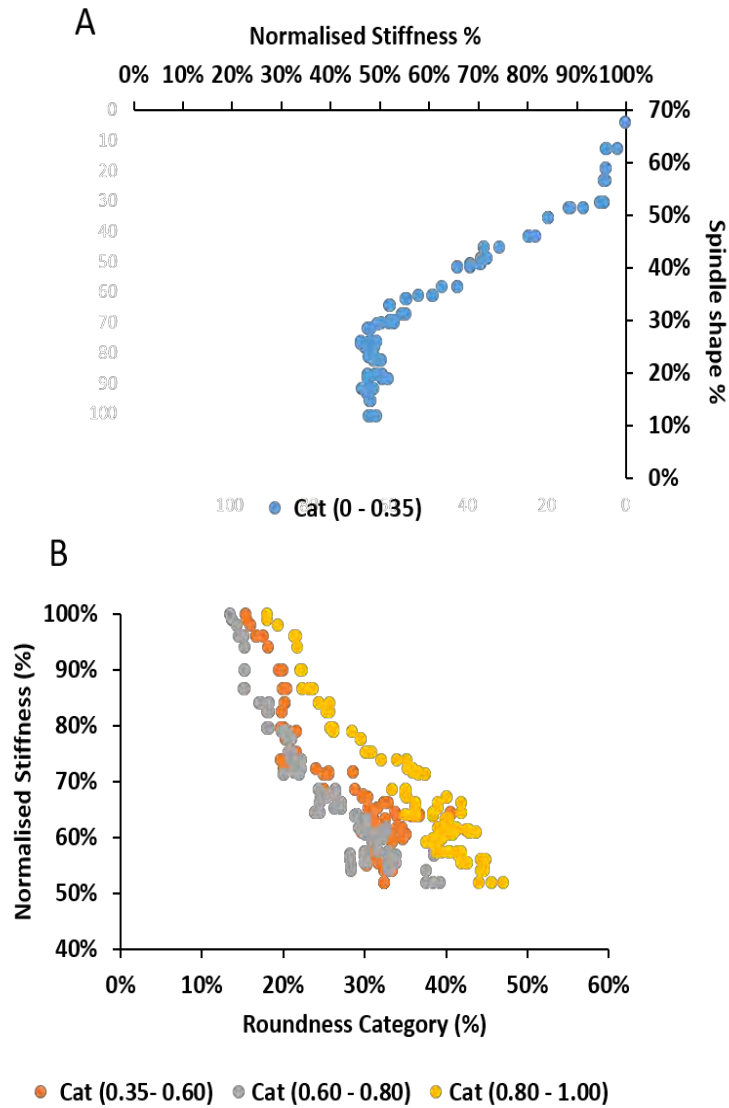 A
Normalised Stiffness %
0% 10% 20% 30% 40% 50% 60% 70% 80% 90% 100%
0
10
20
30
40
50
60
70
80
90
100
70%
60%
50%
40%
30%
20%
10%
0%
Spindle shape %
100 40 20 0
Cat (0 - 0.35)
B
100%
90%
80%
70%
60%
50%
40%
Normalized Stiffness (%)
0% 10% 20% 30% 40% 50% 60%
Roundness Category (%)
Cat (0.35- 0.60) Cat (0.60 - 0.80) Cat (0.80 - 1.00)